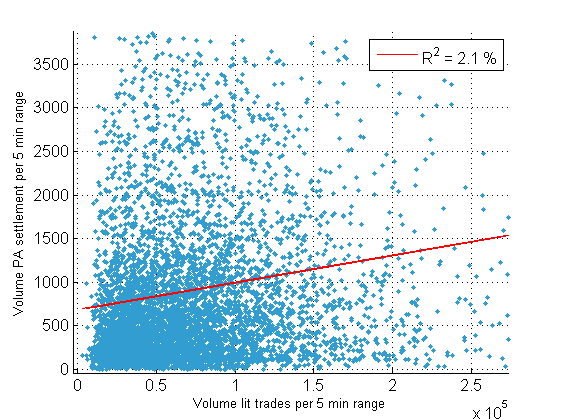 R² = 2.1 %
3500
3000
2500
2000
1500
1000
500
0
Volume PA settlement per 5 min range
0 0.5 1 1.5 2 2.5
x 10⁵
Volume lit trades per 5 min range